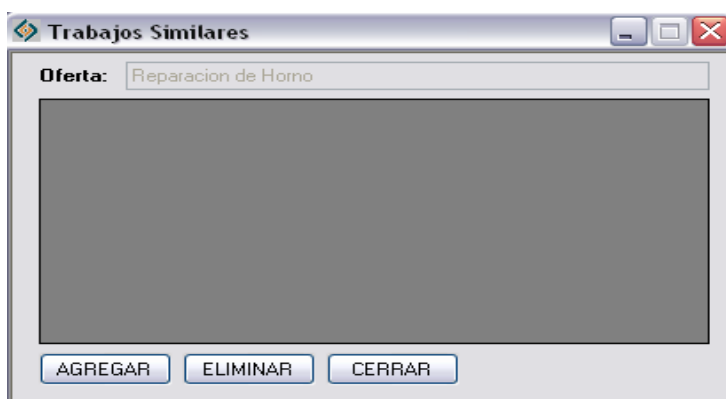 Trabajos Similares
Oferta: Reparacion de Horno
AGREGAR ELIMINAR CERRAR